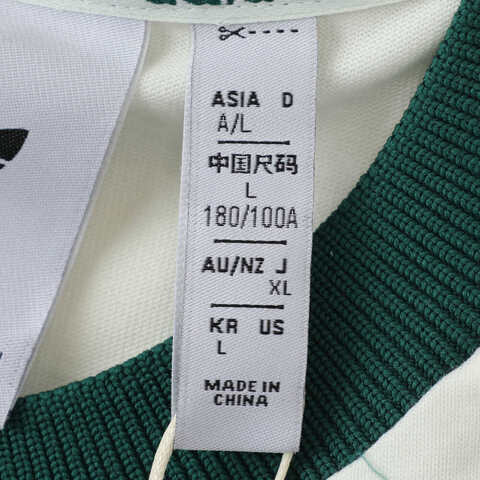 ASIA D
A/L
中国尺码
L
180/100A
AU/NZ J
XL
KR US
L
MADE IN
CHINA